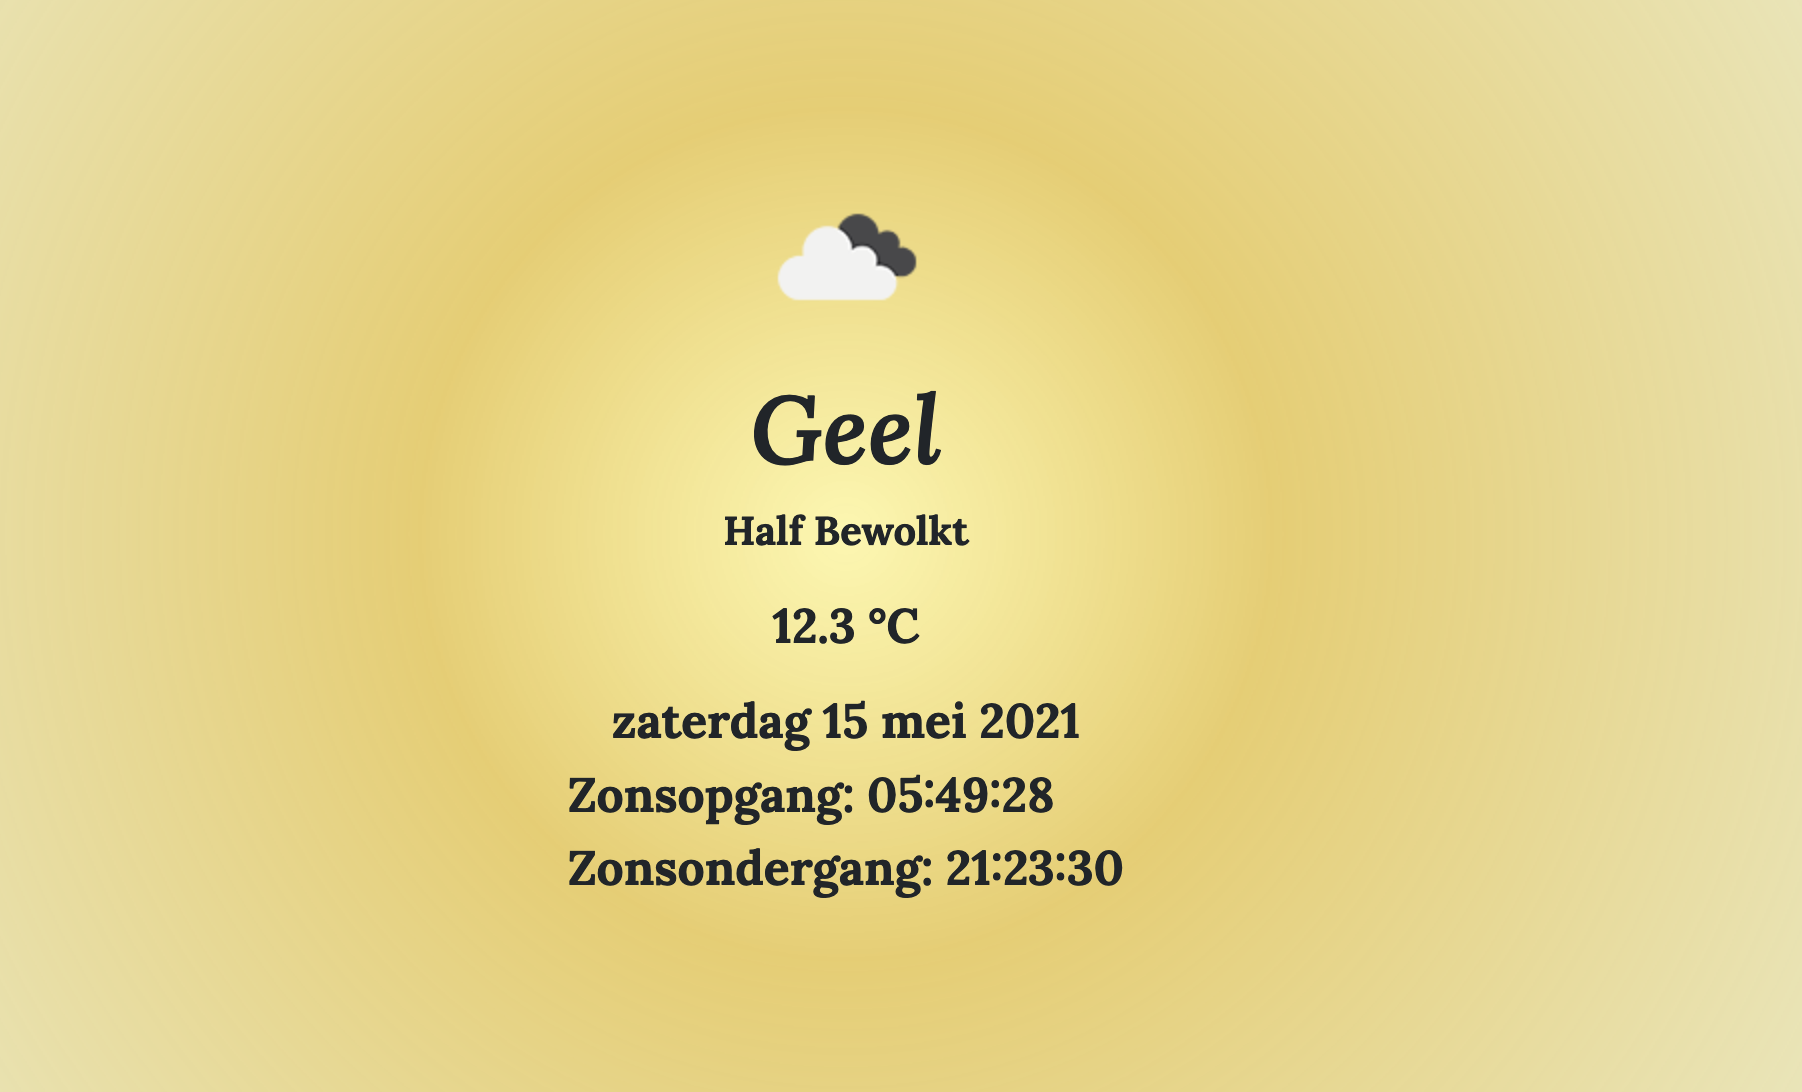 Geel
Half Bewolkt
12.3 °C
zaterdag 15 mei 2021
Zonsopgang: 05:49:28
Zonsondergang: 21:23:30